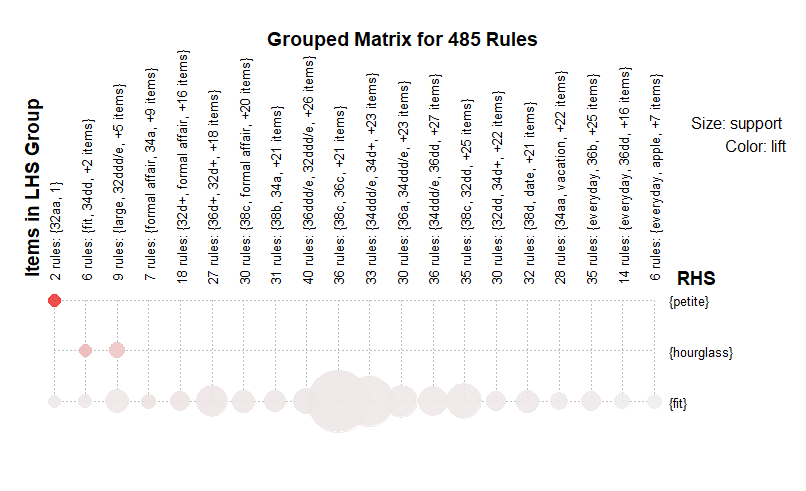 Grouped Matrix for 485 Rules
Items in LHS Group
2 rules: {32aa, 1}
6 rules: {fit, 34dd, +2 items}
9 rules: {large, 32ddd/e, +5 items}
7 rules: {formal affair, 34a, +9 items}
18 rules: {32d+, formal affair, +16 items}
27 rules: {36d+, 32d+, +18 items}
30 rules: {38c, formal affair, +20 items}
31 rules: {38b, 34a, +21 items}
40 rules: {36ddd/e, 32ddd/e, +26 items}
36 rules: {38c, 36c, +21 items}
33 rules: {34ddd/e, 34d+, +23 items}
30 rules: {36a, 34ddd/e, +23 items}
36 rules: {34ddd/e, 36dd, +27 items}
35 rules: {38c, 32dd, +25 items}
30 rules: {32dd, 34d+, +22 items}
32 rules: {38d, date, +21 items}
28 rules: {34aa, vacation, +22 items}
35 rules: {everyday, 36b, +25 items}
14 rules: {everyday, 36dd, +16 items}
6 rules: {everyday, apple, +7 items}
Size: support
Color: lift
RHS
{petite}
{hourglass}
{fit}